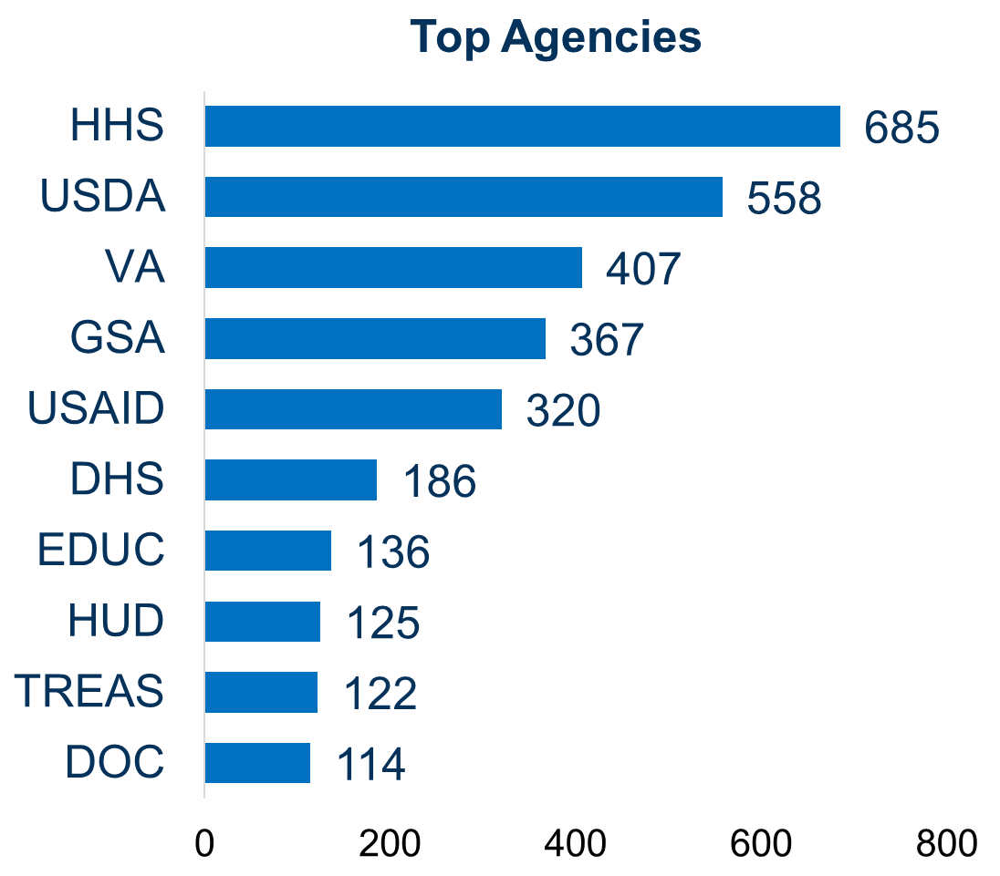 Top Agencies
HHS 685
USDA 558
VA 407
GSA 367
USAID 320
DHS 186
EDUC 136
HUD 125
TREAS 122
DOC 114
0 200 400 600 800